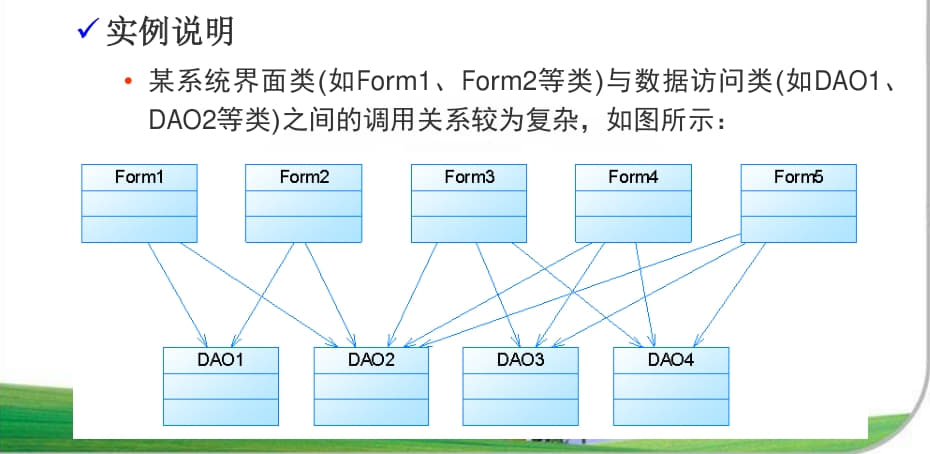 实例说明
某系统界面类(如Form1、Form2等类)与数据访问类(如DAO1、
DAO2等类)之间的调用关系较为复杂，如图所示：
Form1 Form2 Form3 Form4 Form5
DAO1 DAO2 DAO3 DAO4